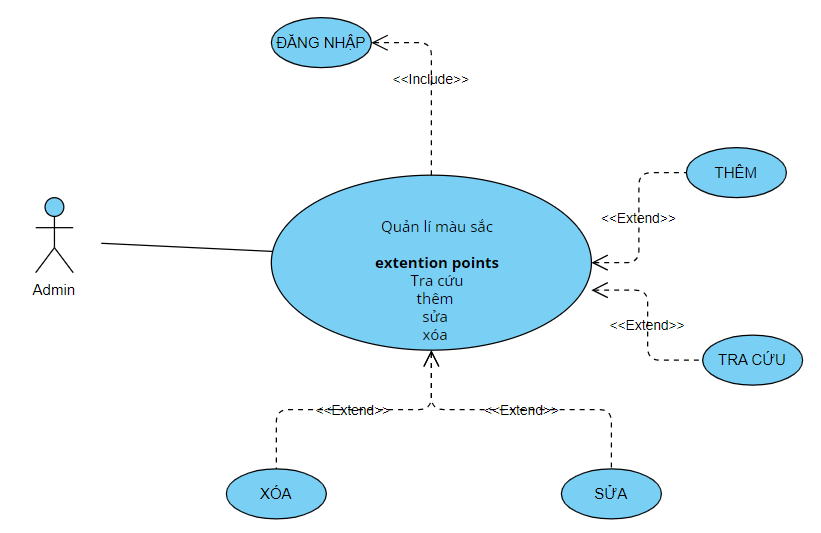 ĐĂNG NHẬP
<<Include>>
THÊM
<<Extend>>
Quản lí màu sắc
extention points
Tra cứu
thêm
sửa
xóa
Admin
<<Extend>>
TRA CỨU
<<Extend>>
<<Extend>>
XÓA
SỬA